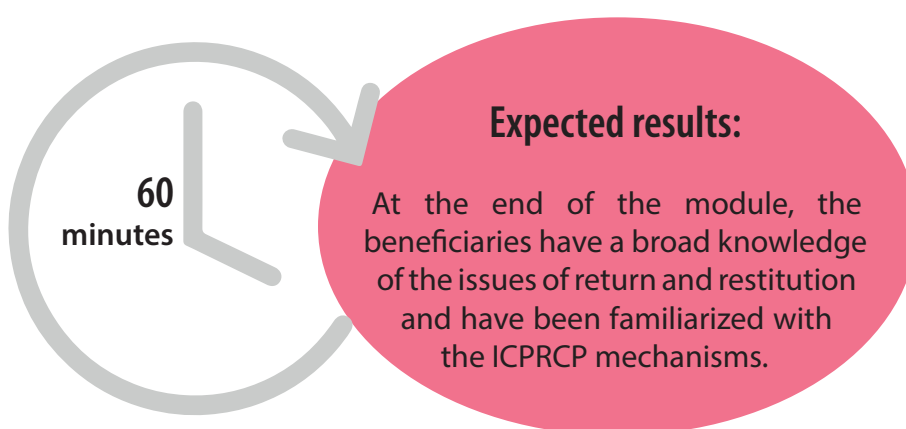 60
minutes
Expected results:
At the end of the module, the
beneficiaries have a broad knowledge
of the issues of return and restitution
and have been familiarized with
the ICPRCP mechanisms.